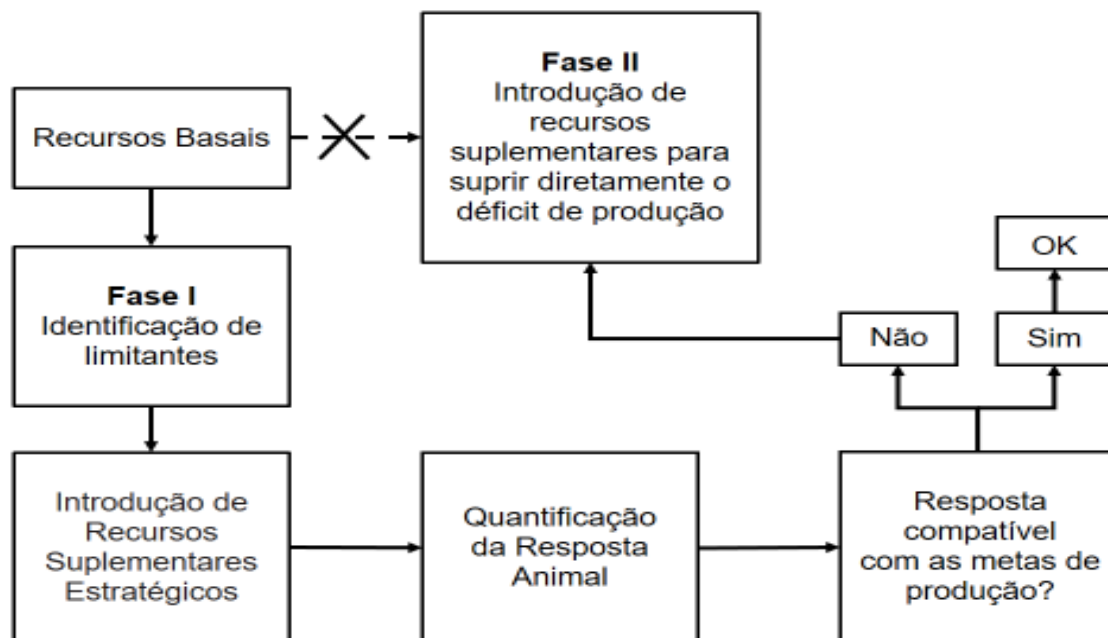 Recursos Basais
Fase II
Introdução de
recursos
suplementares para
suprir diretamente o
déficit de produção
Fase I
Identificação de
limitantes
Introdução de
Recursos
Suplementares
Estratégicos
Quantificação
da Resposta
Animal
Resposta
compatível
com as metas de
produção?
Não
Sim
OK